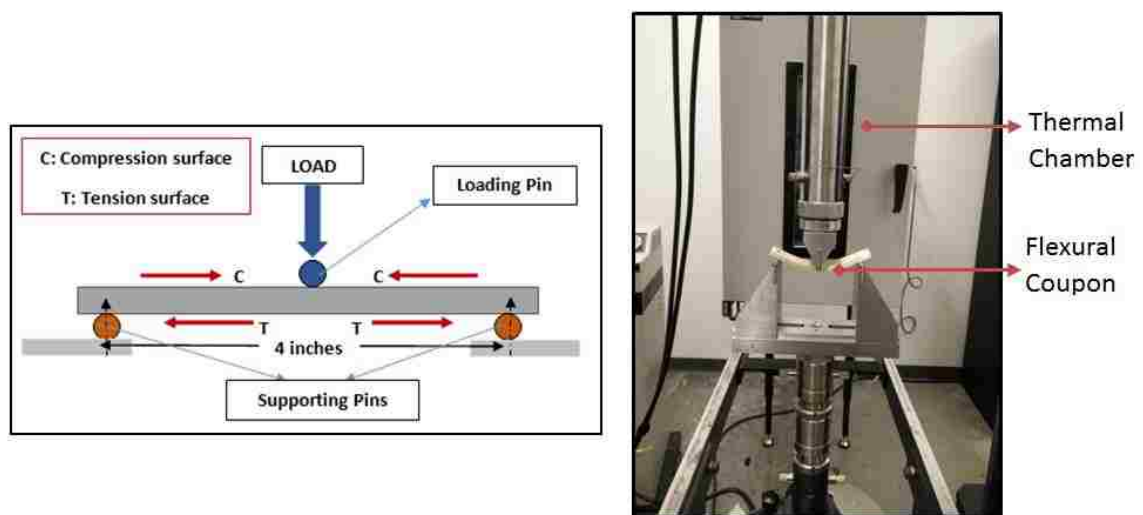 C: Compression surface
T: Tension surface
LOAD
Loading Pin
C
C
T
T
4 inches
Supporting Pins
Thermal
Chamber
Flexural
Coupon